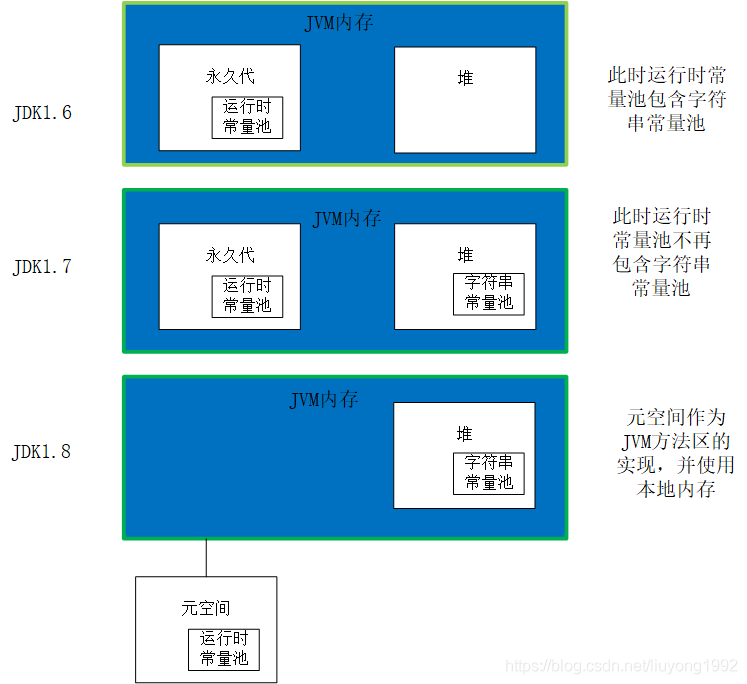 JVM内存
永久代
运行时
常量池
堆
JDK1.6
此时运行时常
量池包含字符
串常量池
JVM内存
永久代
运行时
常量池
堆
字符串
常量池
JDK1.7
此时运行时
常量池不再
包含字符串
常量池
JVM内存
堆
字符串
常量池
JDK1.8
元空间作为
JVM方法区的
实现，并使用
本地内存
元空间
运行时
常量池
https://blog.csdn.net/liuyong1992